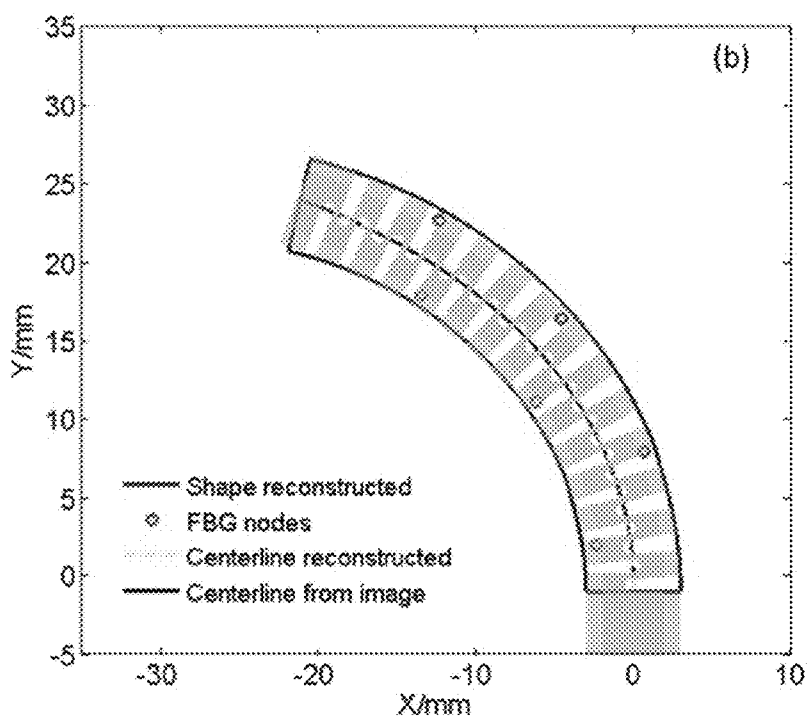 (b)
35
30
25
20
15
10
5
0
-5
Y/mm
Shape reconstructed
FBG nodes
Centerline reconstructed
Centerline from image
-30
-20
-10
0
10
X/mm